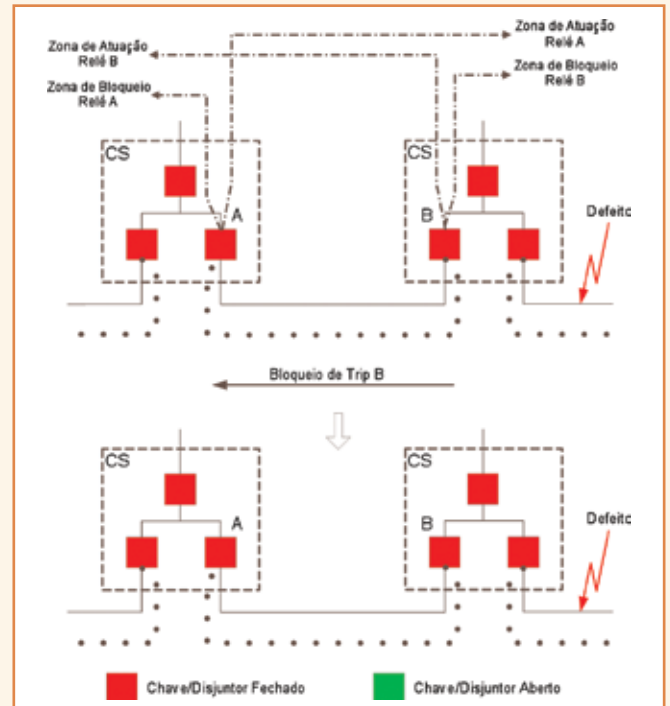 Zona de Atuação
Relé B
Zona de Atuação
Relé A
Zona de Bloqueio
Relé A
Zona de Bloqueio
Relé B
CS
CS
A
B
Defeito
Bloqueio de Trip B
CS
CS
A
B
Defeito
Chave/Disjuntor Fechado
Chave/Disjuntor Aberto